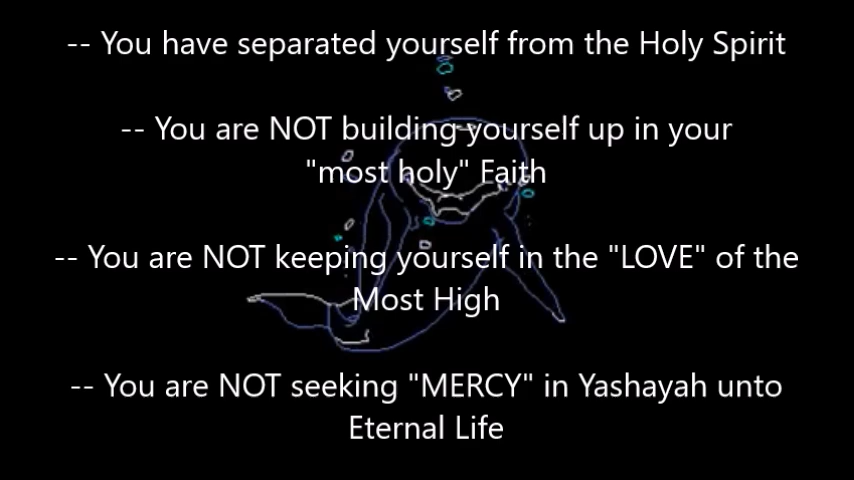 -- You have separated yourself from the Holy Spirit
-- You are NOT building yourself up in your
"most holy" Faith
-- You are NOT keeping yourself in the "LOVE" of the
Most High
-- You are NOT seeking "MERCY" in Yashayah unto
Eternal Life